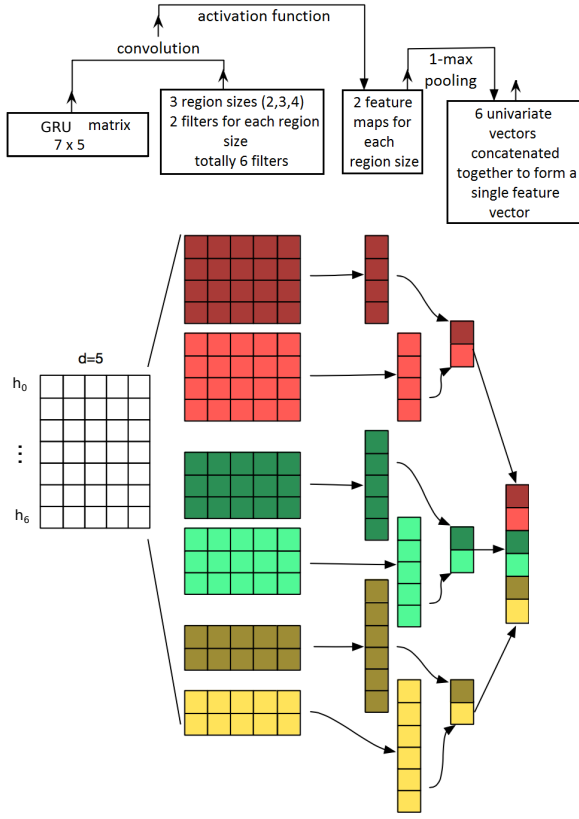 activation function
convolution
1-max
pooling
GRU matrix
7 x 5
3 region sizes (2,3,4)
2 filters for each region
size
totally 6 filters
2 feature
maps for
each
region size
6 univariate
vectors
concatenated
together to form a
single feature
vector
d=5
h0
...
h6